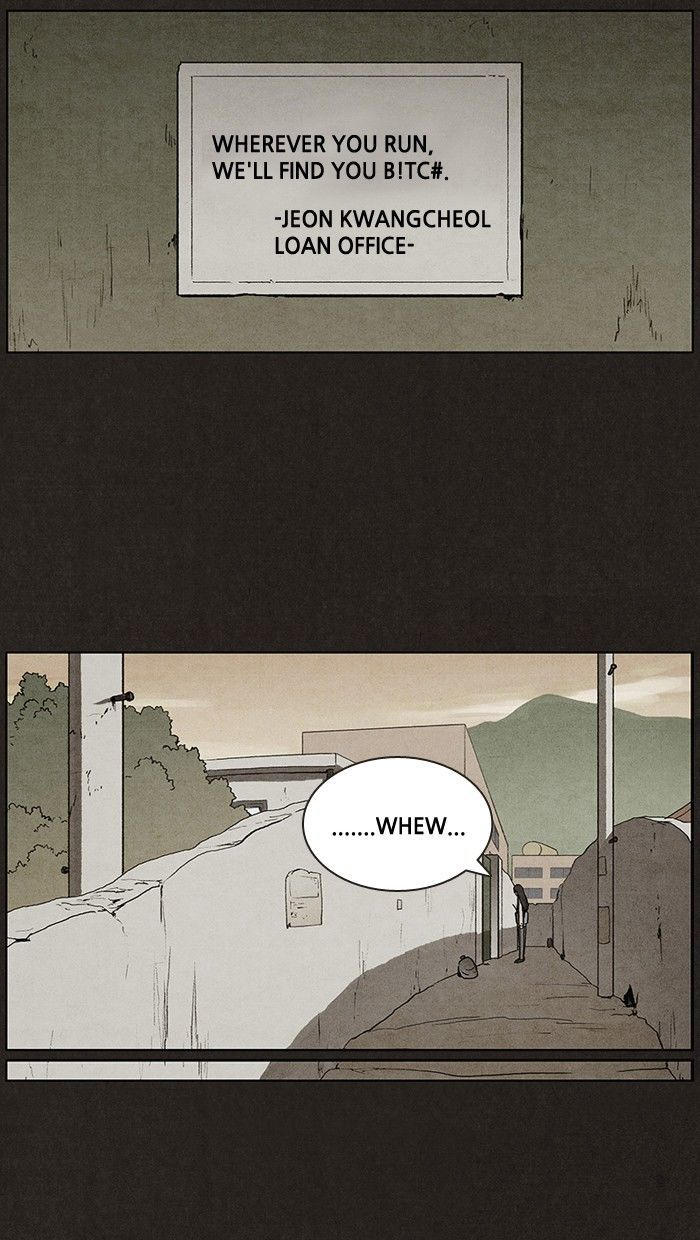 WHEREVER YOU RUN,
WE'LL FIND YOU B!TC#.
-JEON KWANGCHEOL
LOAN OFFICE-
.......WHEW...